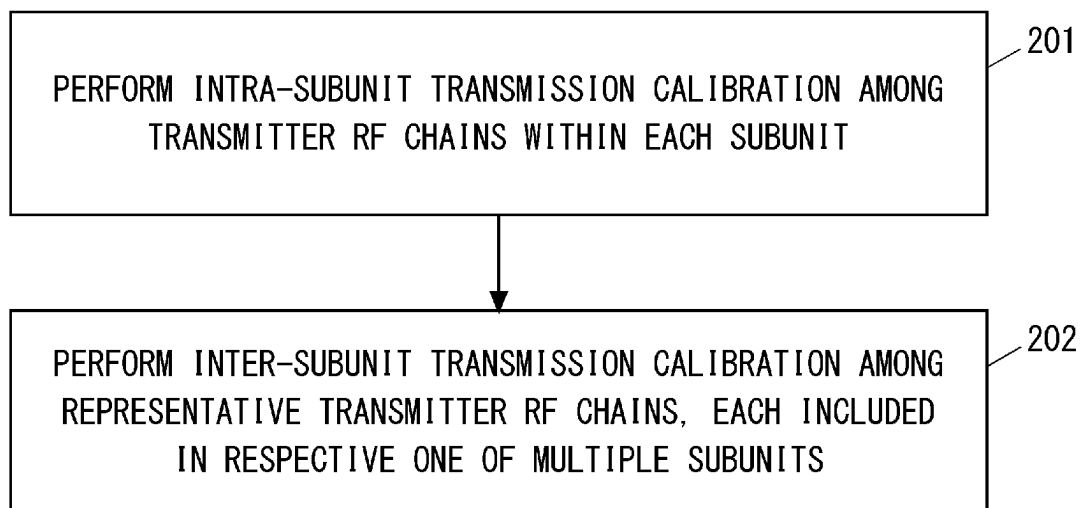 201
PERFORM INTRA-SUBUNIT TRANSMISSION CALIBRATION AMONG
TRANSMITTER RF CHAINS WITHIN EACH SUBUNIT
202
PERFORM INTER-SUBUNIT TRANSMISSION CALIBRATION AMONG
REPRESENTATIVE TRANSMITTER RF CHAINS, EACH INCLUDED
IN RESPECTIVE ONE OF MULTIPLE SUBUNITS